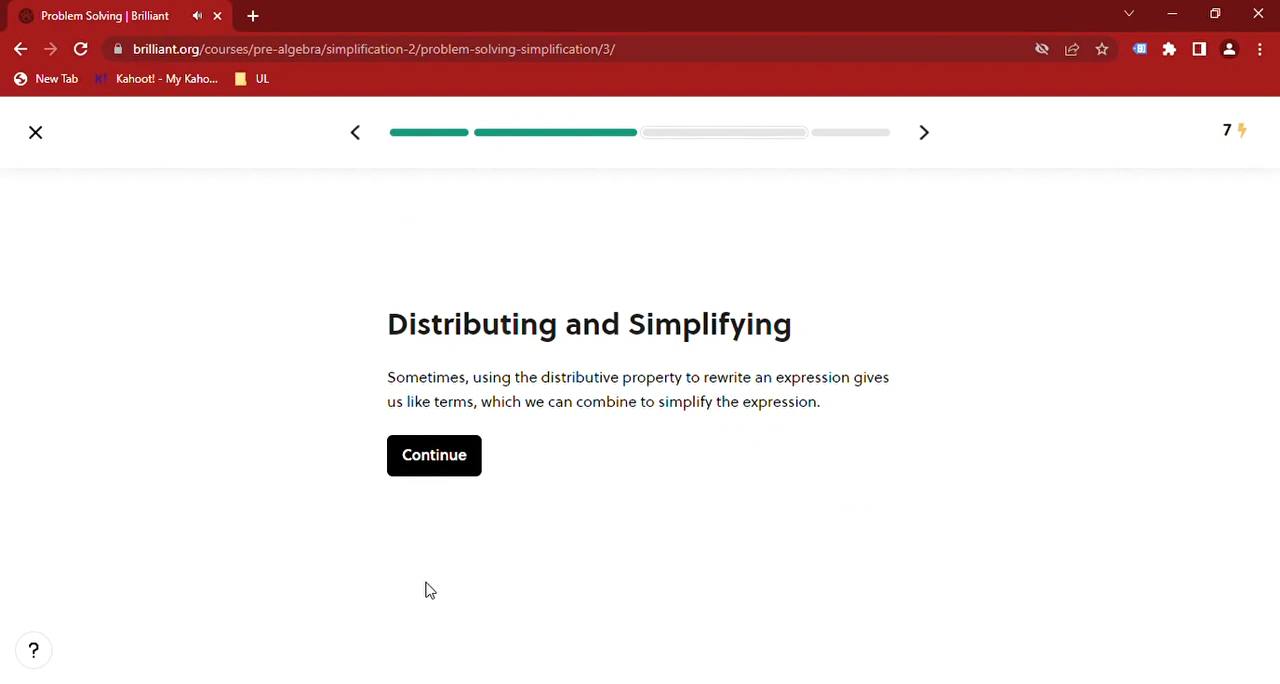 Problem Solving | Brilliant
brilliant.org/courses/pre-algebra/simplification-2/problem-solving-simplification/3/
New Tab
K! Kahoot! - My Kaho...
UL
7
Distributing and Simplifying
Sometimes, using the distributive property to rewrite an expression gives
us like terms, which we can combine to simplify the expression.
Continue
?